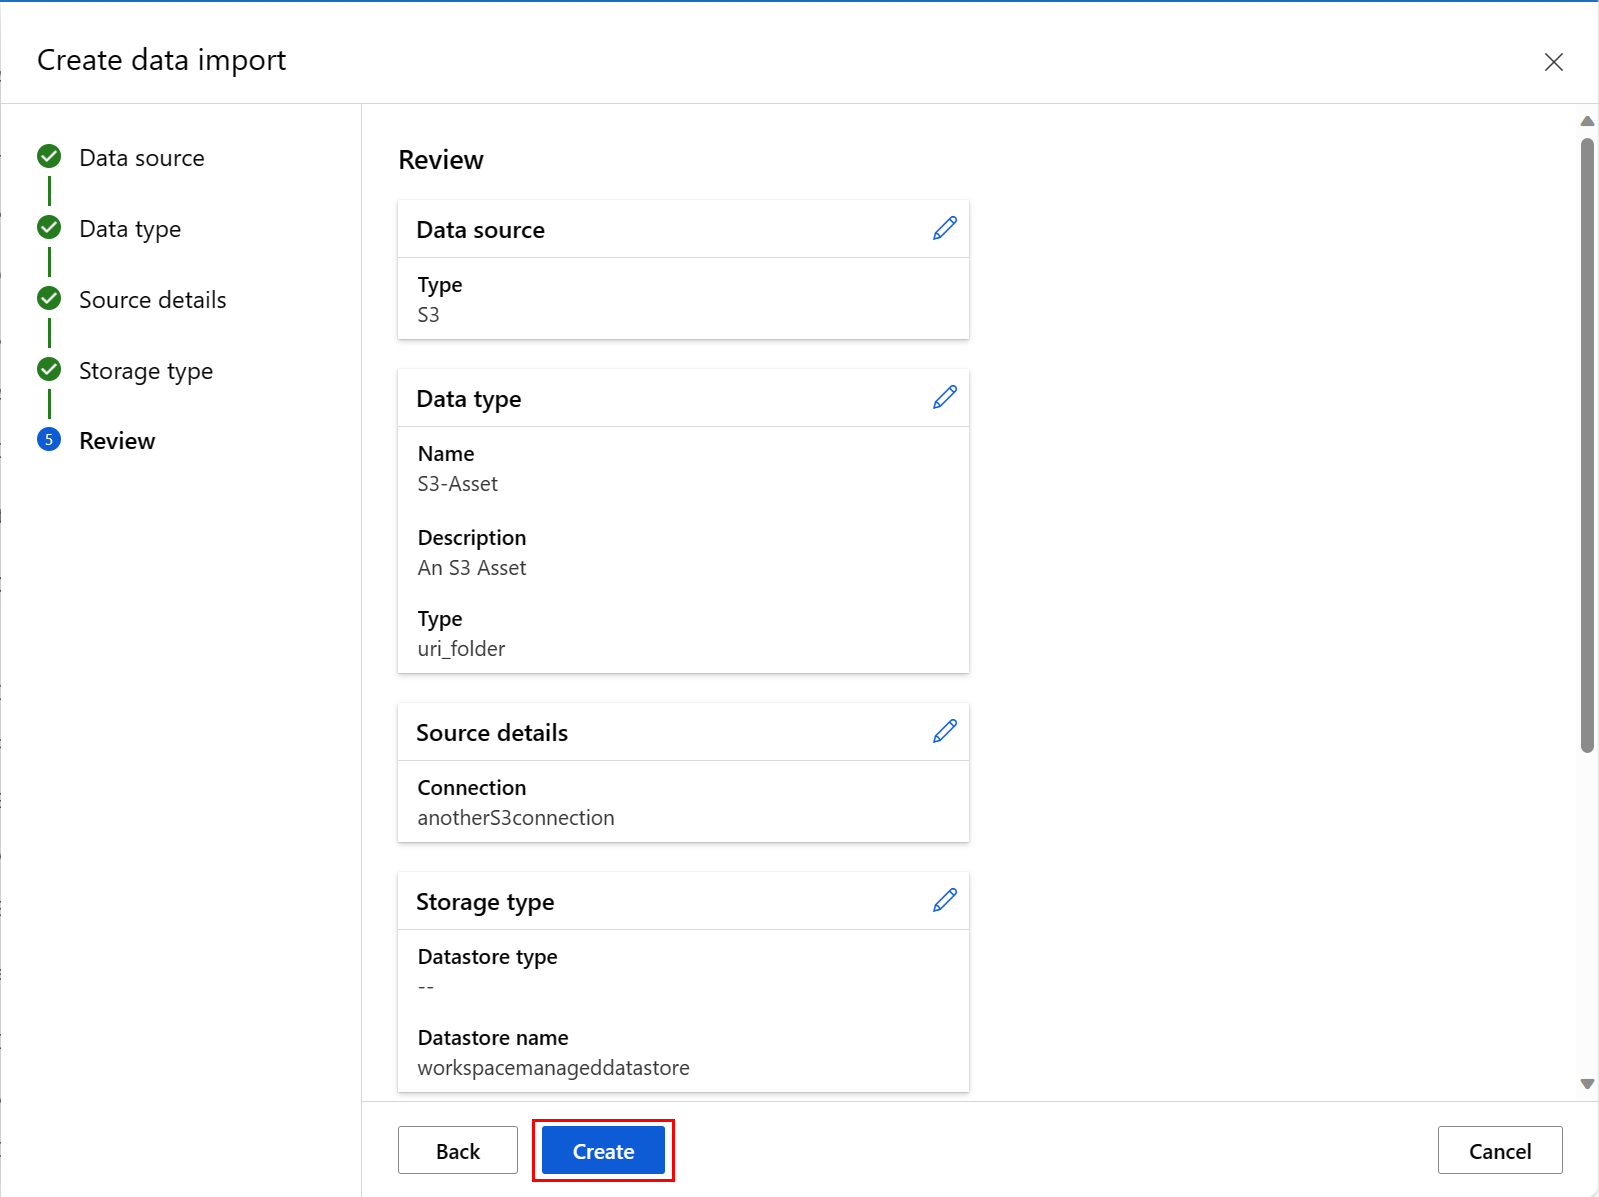 Create data import
Data source
Data type
Source details
Storage type
5 Review
Review
Data source
Type
S3
Data type
Name
S3-Asset
Description
An S3 Asset
Type
uri_folder
Source details
Connection
anotherS3connection
Storage type
Datastore type
--
Datastore name
workspacemanageddatastore
Back
Create
Cancel